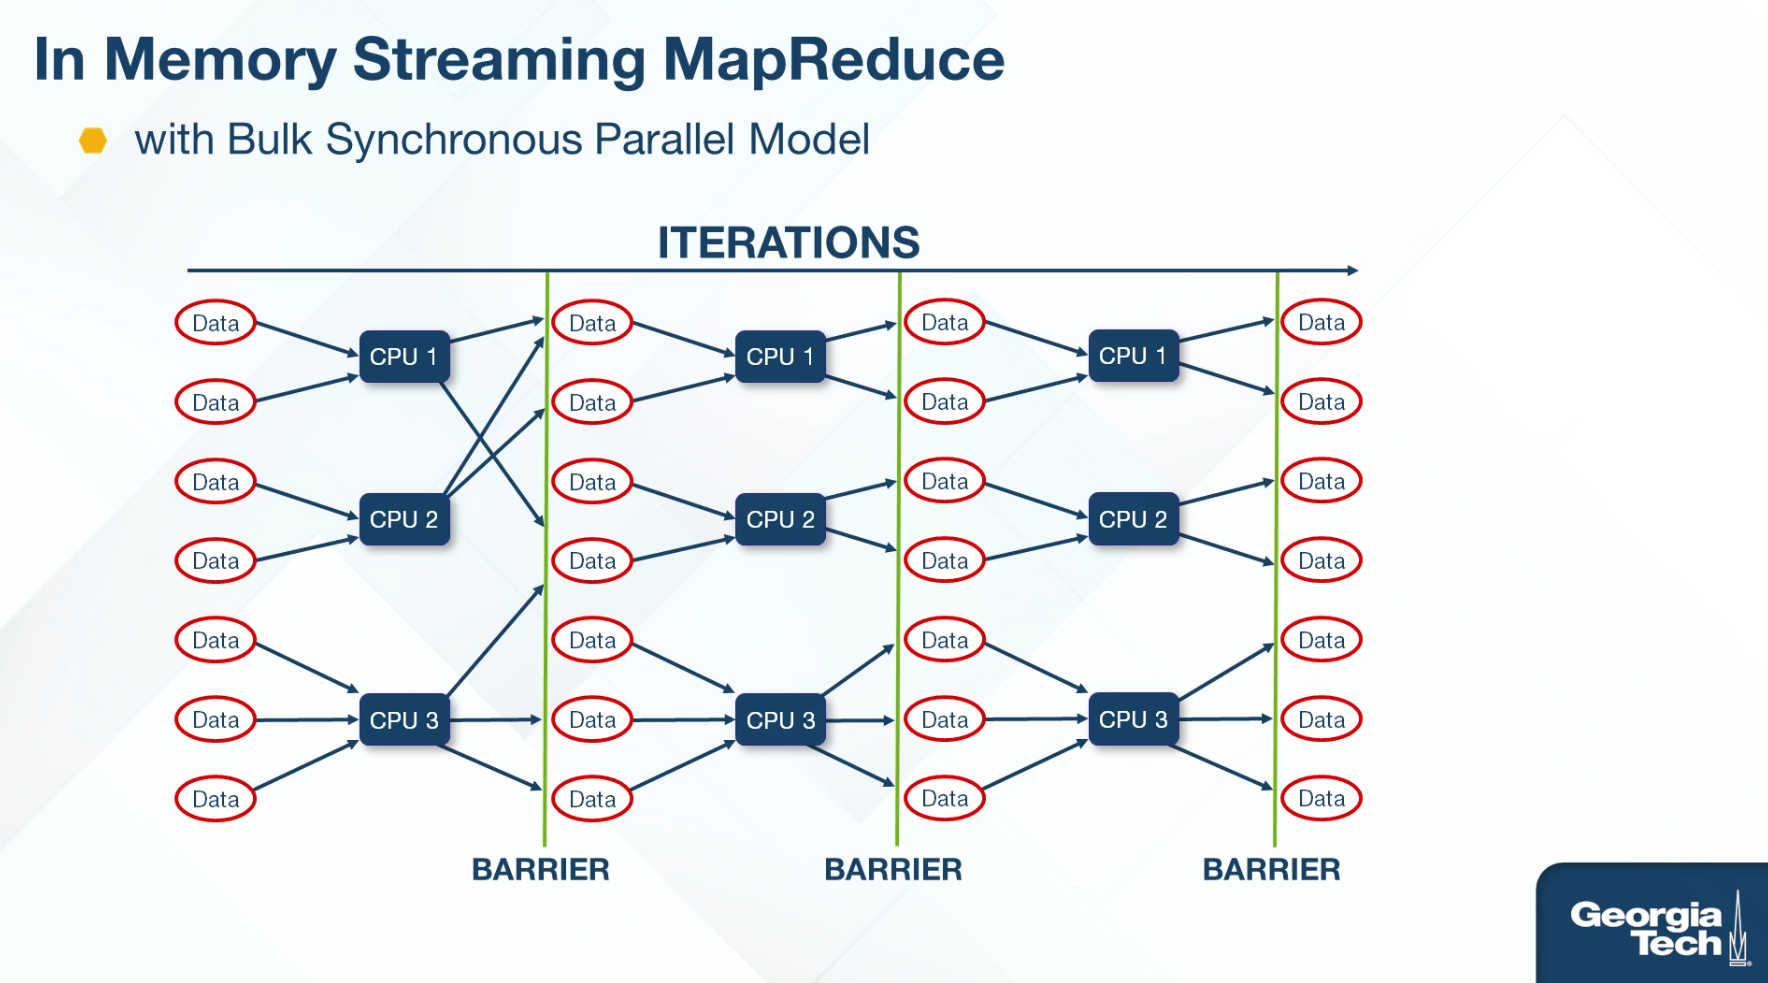 In Memory Streaming MapReduce
with Bulk Synchronous Parallel Model
ITERATIONS
Data Data Data Data
CPU 1 CPU 1 CPU 1
Data Data Data Data
Data Data Data Data
CPU 2 CPU 2 CPU 2
Data Data Data Data
Data Data Data Data
Data CPU 3 Data CPU 3 Data CPU 3 Data
Data Data Data Data
BARRIER BARRIER BARRIER
Georgia
Tech